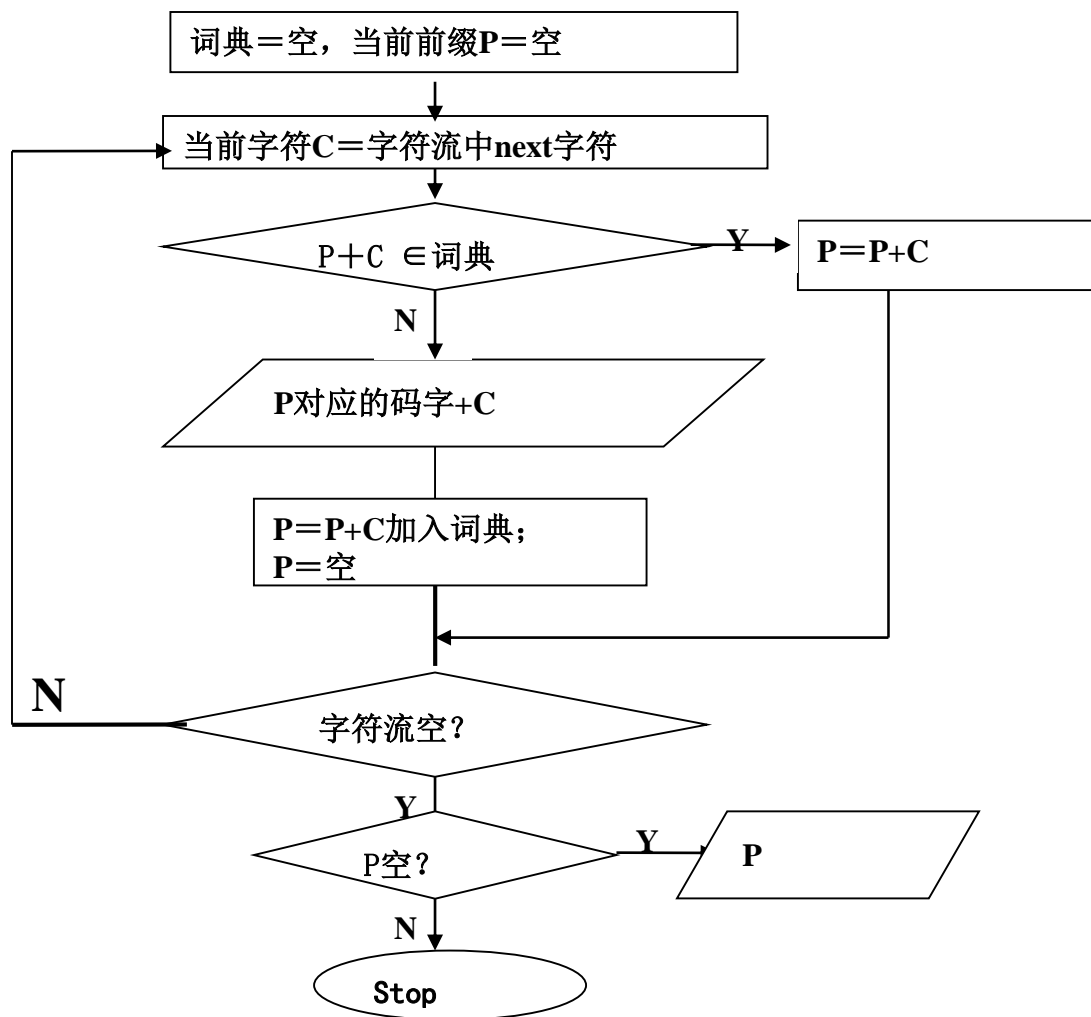 词典＝空，当前前缀P＝空
当前字符C＝字符流中next字符
P＋C ∈词典
Y
P＝P+C
N
P对应的码字+C
P＝P+C加入词典；
P＝空
N
字符流空？
Y
P空？
Y
P
N
Stop